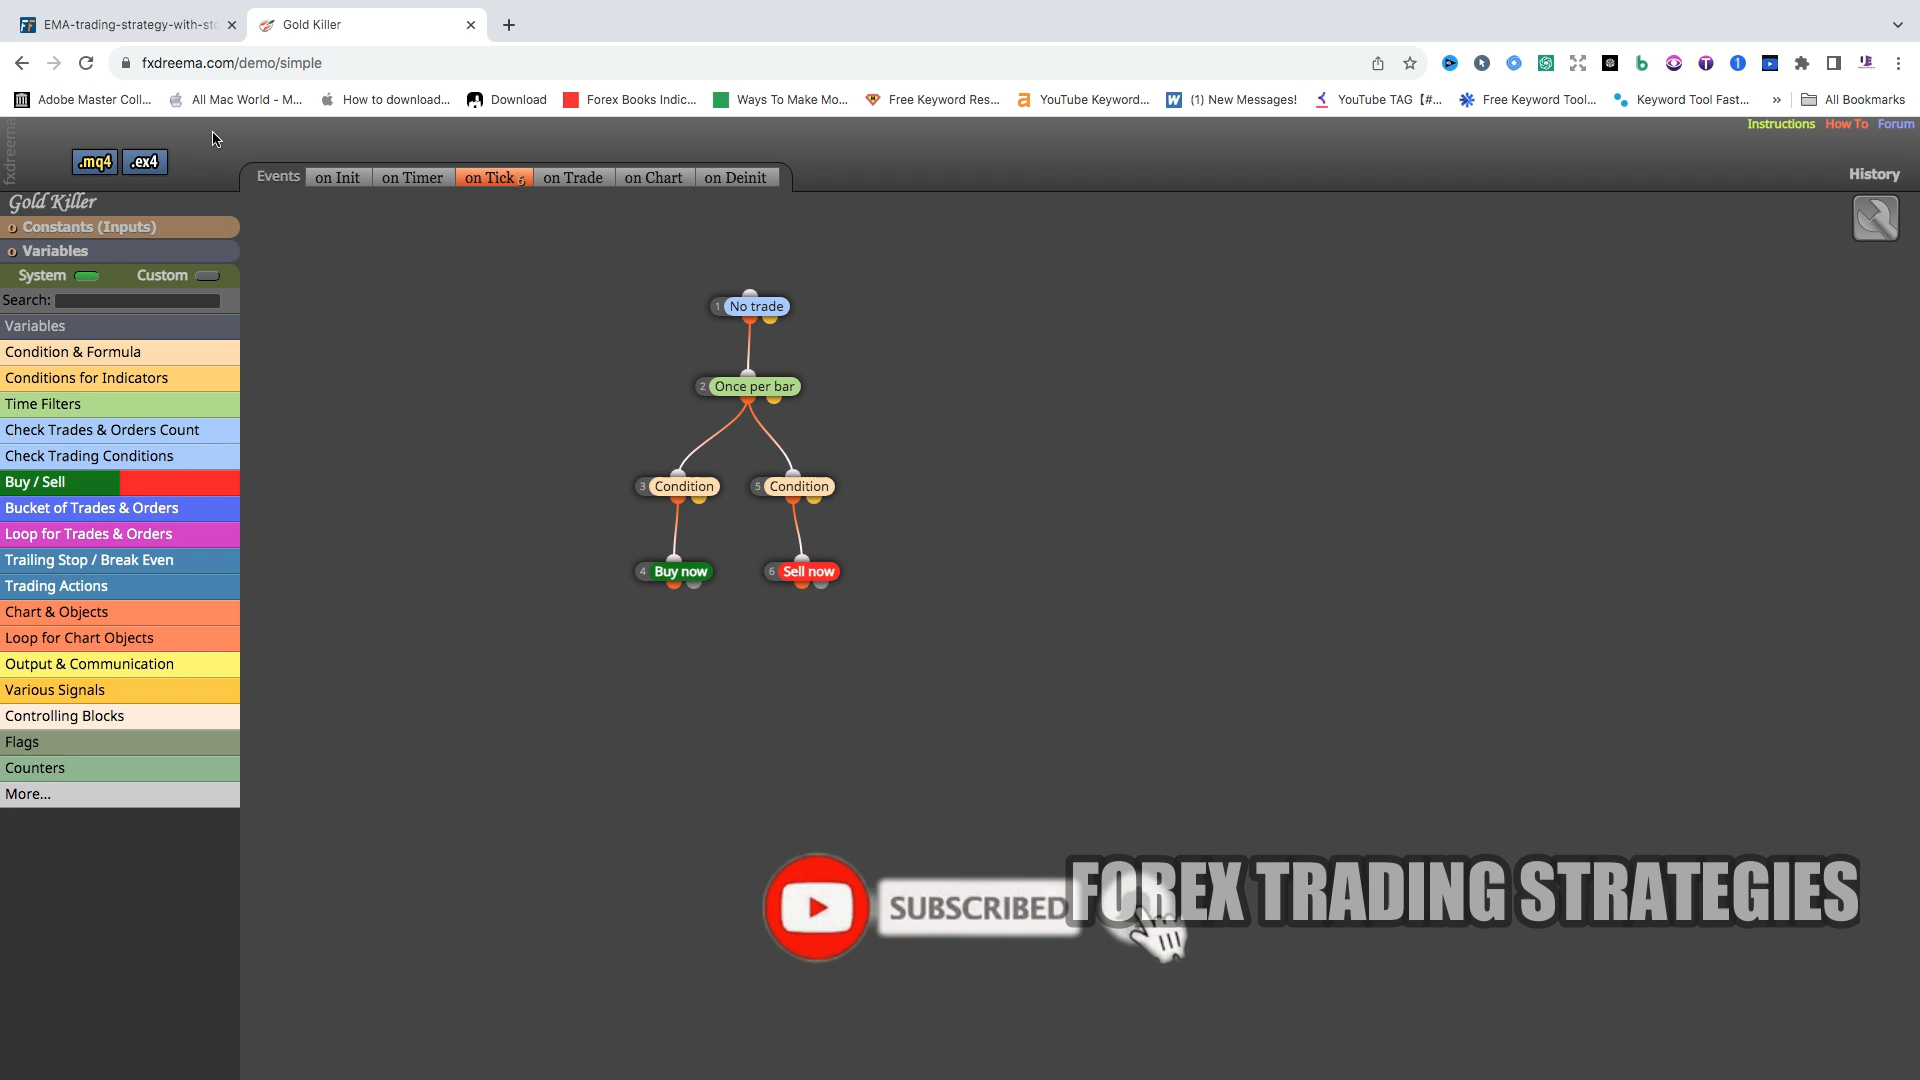 EMA-trading-strategy-with-sto
Gold Killer
fxdreema.com/demo/simple
Adobe Master Coll...
All Mac World - M...
How to download...
Download
Forex Books Indic...
Ways To Make Mo...
Free Keyword Res...
YouTube Keyword...
(1) New Messages!
YouTube TAG【#...
Free Keyword Tool...
Keyword Tool Fast...
»
All Bookmarks
Instructions How To Forum
fxdreema
.mq4 .ex4
Events on Init on Timer on Tick 6 on Trade on Chart on Deinit
History
Gold Killer
0 Constants (Inputs)
0 Variables
System Custom
Search:
Variables
Condition & Formula
Conditions for Indicators
Time Filters
Check Trades & Orders Count
Check Trading Conditions
Buy / Sell
Bucket of Trades & Orders
Loop for Trades & Orders
Trailing Stop / Break Even
Trading Actions
Chart & Objects
Loop for Chart Objects
Output & Communication
Various Signals
Controlling Blocks
Flags
Counters
More...
1 No trade
2 Once per bar
3 Condition
5 Condition
4 Buy now
6 Sell now
SUBSCRIBED
FOREX TRADING STRATEGIES